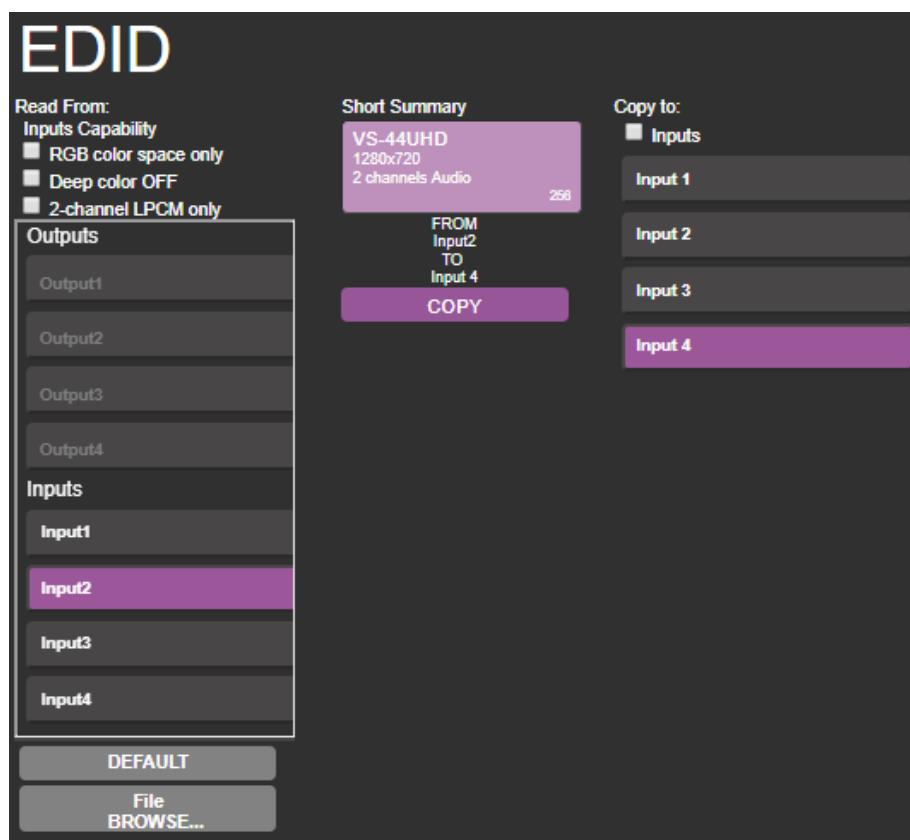 EDID
Read From:
Inputs Capability
RGB color space only
Deep color OFF
2-channel LPCM only
Outputs
Output1
Output2
Output3
Output4
Inputs
Input1
Input2
Input3
Input4
DEFAULT
File
BROWSE...
Short Summary
VS-44UHD
1280x720
2 channels Audio
256
FROM
Input2
TO
Input 4
COPY
Copy to:
Inputs
Input 1
Input 2
Input 3
Input 4